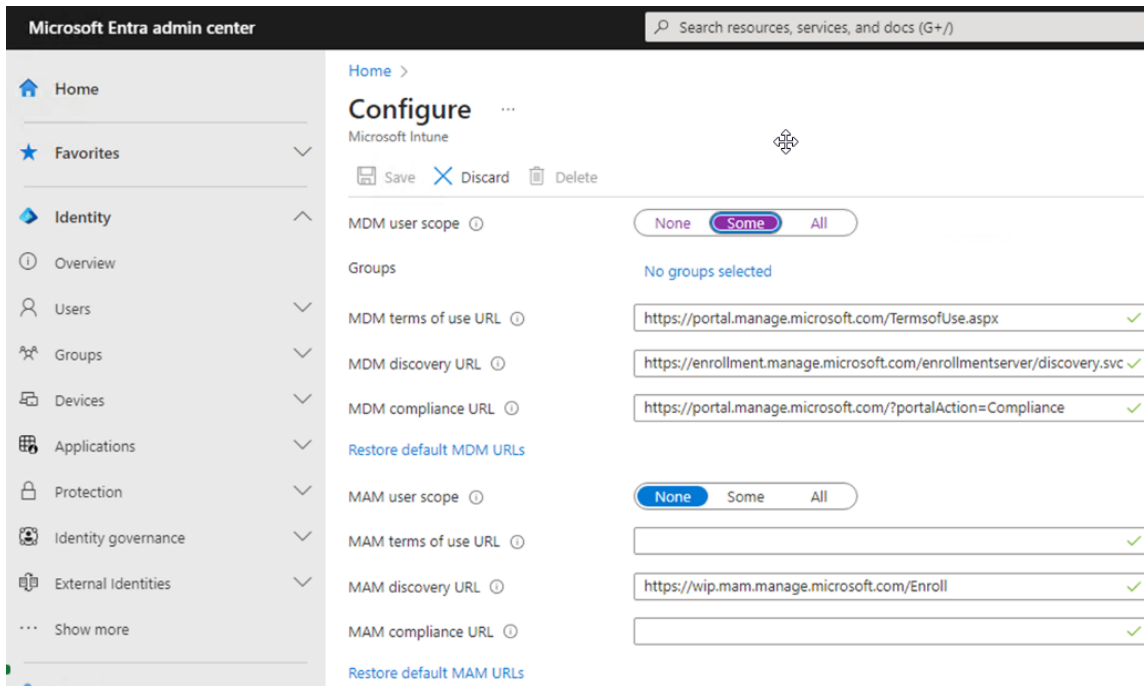 Microsoft Entra admin center
Search resources, services, and docs (G+/)
Home
Favorites
Identity
Overview
Users
Groups
Devices
Applications
Protection
Identity governance
External Identities
Show more
Home >
Configure ...
Microsoft Intune
Save Discard Delete
MDM user scope None Some All
Groups No groups selected
MDM terms of use URL https://portal.manage.microsoft.com/TermsofUse.aspx
MDM discovery URL https://enrollment.manage.microsoft.com/enrollmentserver/discovery.svc
MDM compliance URL https://portal.manage.microsoft.com/?portalAction=Compliance
Restore default MDM URLs
MAM user scope None Some All
MAM terms of use URL
MAM discovery URL https://wip.mam.manage.microsoft.com/Enroll
MAM compliance URL
Restore default MAM URLs